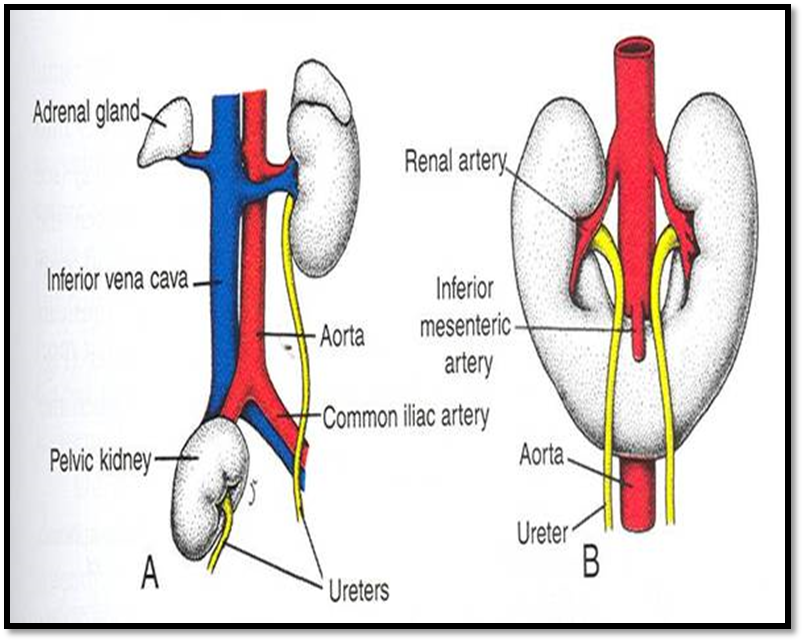 Adrenal gland
Inferior vena cava
Aorta
Common iliac artery
Pelvic kidney
Ureters
A
Renal artery
Inferior
mesenteric
artery
Aorta
Ureter
B